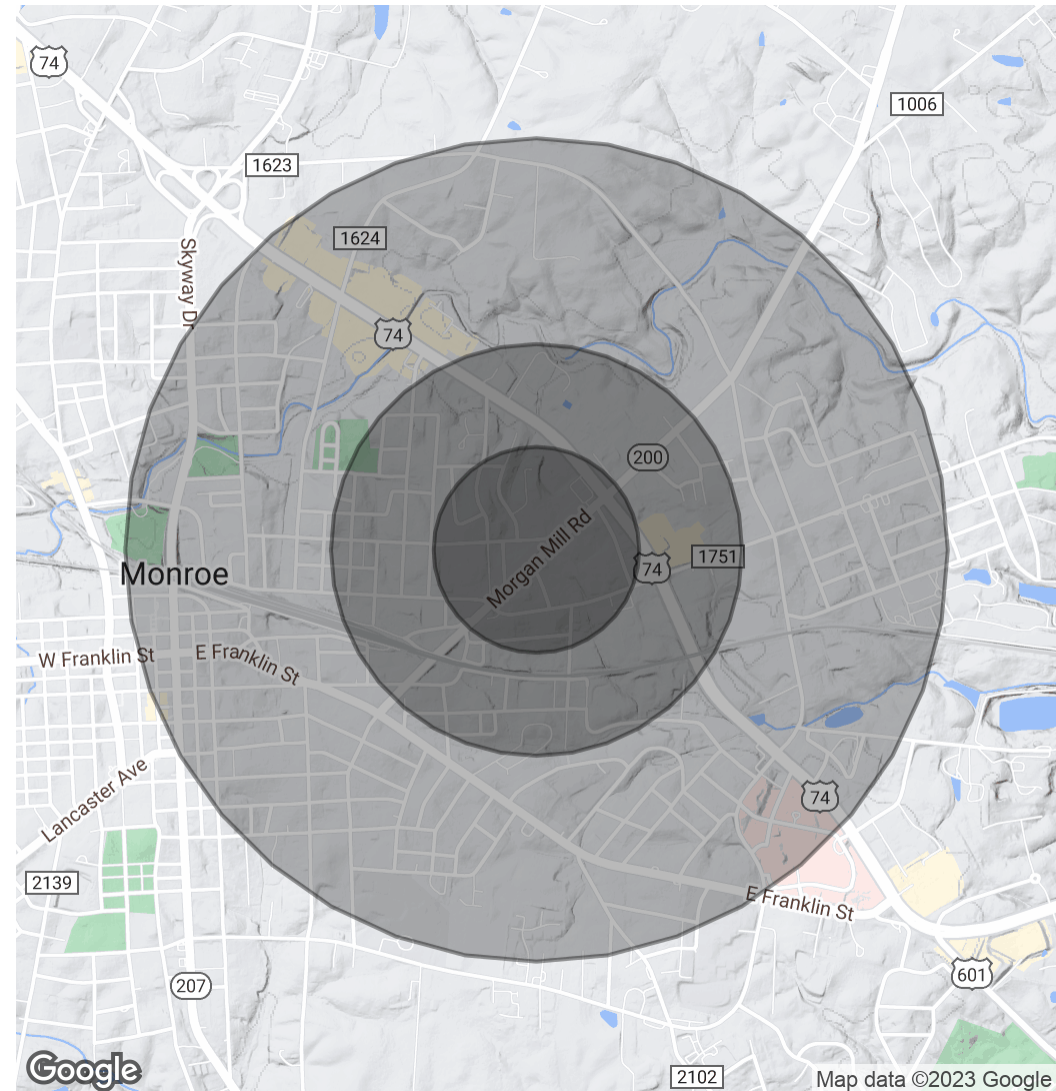 74
1006
1623
1624
Skyway Dr
74
200
Morgan Mill Rd
1751
74
Monroe
W Franklin St
E Franklin St
Lancaster Ave
74
2139
E Franklin St
601
207
Google
2102
Map data ©2023 Google